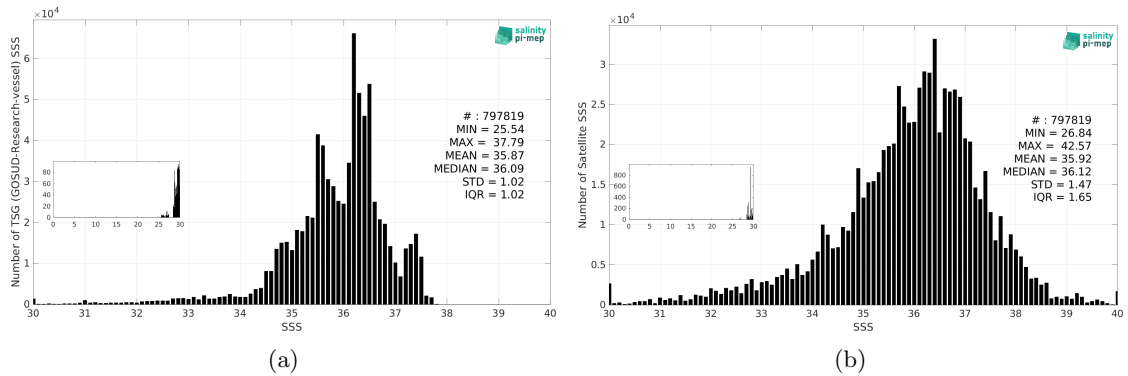 ×10⁴
salinity
pi-mep
Number of TSG (GOSUD-Research-vessel) SSS
6
5
4
3
2
1
0
# : 797819
MIN = 25.54
MAX = 37.79
MEAN = 35.87
MEDIAN = 36.09
STD = 1.02
IQR = 1.02
80
60
40
20
0
0 5 10 15 20 25 30
30 31 32 33 34 35 36 37 38 39 40
SSS
(a)
×10⁴
salinity
pi-mep
Number of Satellite SSS
3
2.5
2
1.5
1
0.5
0
# : 797819
MIN = 26.84
MAX = 42.57
MEAN = 35.92
MEDIAN = 36.12
STD = 1.47
IQR = 1.65
800
600
400
200
0
0 5 10 15 20 25 30
30 31 32 33 34 35 36 37 38 39 40
SSS
(b)